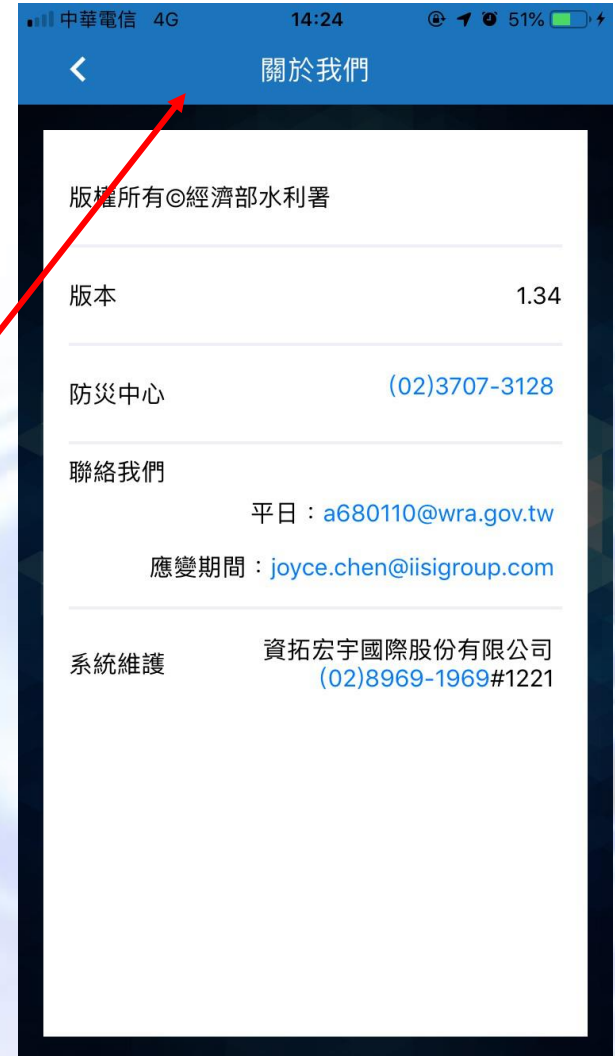 中華電信 4G 14:24 51%
關於我們
版權所有©經濟部水利署
版本 1.34
防災中心 (02)3707-3128
聯絡我們
平日：a680110@wra.gov.tw
應變期間：joyce.chen@iisigroup.com
系統維護 資拓宏宇國際股份有限公司
(02)8969-1969#1221